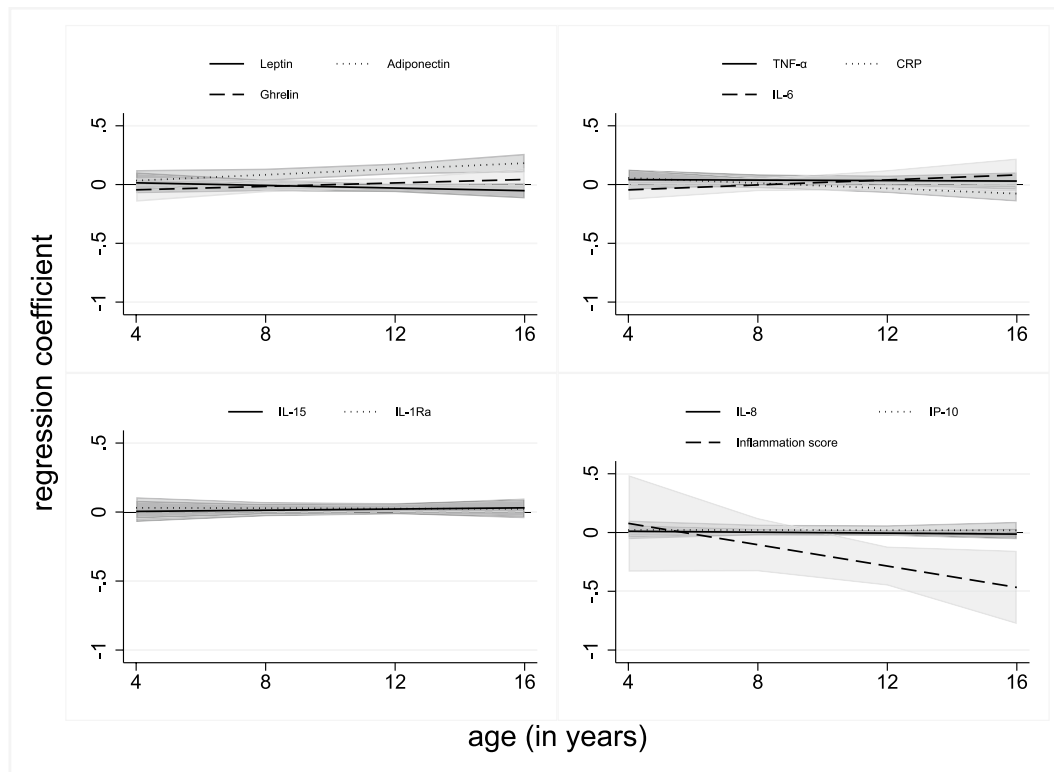 Leptin Adiponectin
Ghrelin
.5
0
-.5
-1
4 8 12 16
TNF-α CRP
IL-6
.5
0
-.5
-1
4 8 12 16
IL-15 IL-1Ra
.5
0
-.5
-1
4 8 12 16
IL-8 IP-10
Inflammation score
.5
0
-.5
-1
4 8 12 16
regression coefficient
age (in years)